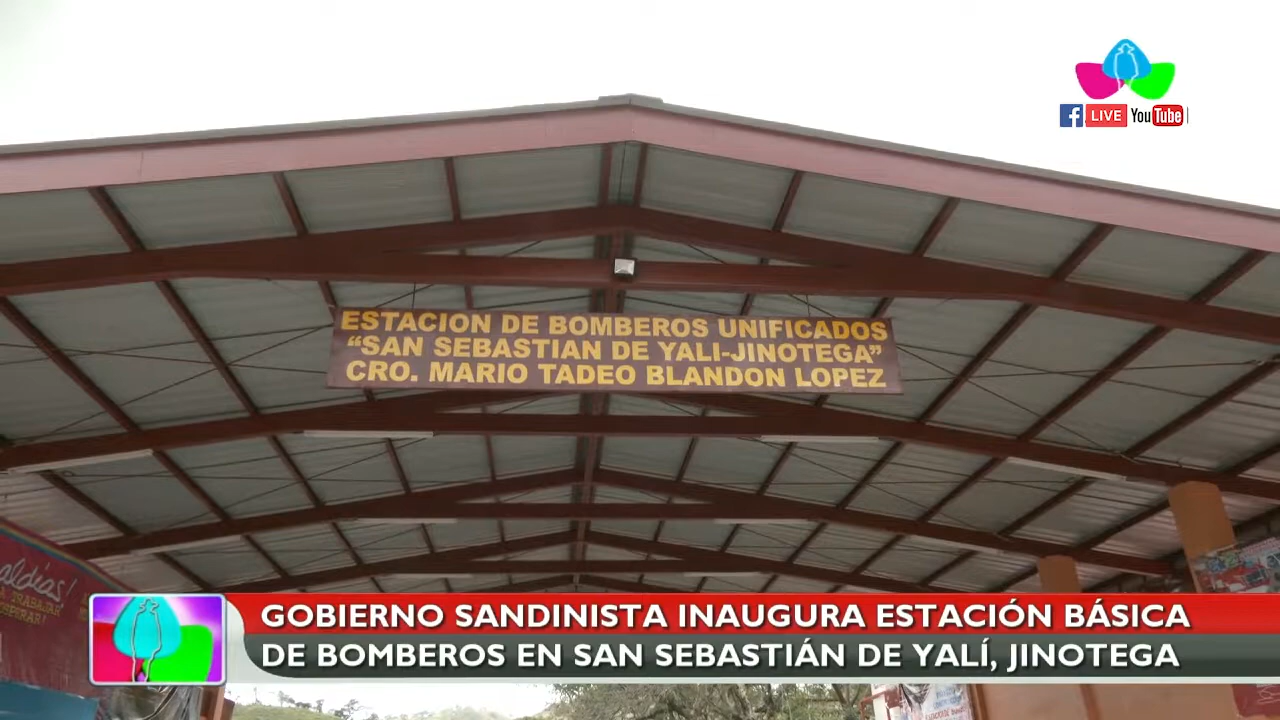 LIVE YouTube
ESTACION DE BOMBEROS UNIFICADOS
“SAN SEBASTIAN DE YALI-JINOTEGA”
CRO. MARIO TADEO BLANDON LOPEZ
GOBIERNO SANDINISTA INAUGURA ESTACIÓN BÁSICA
DE BOMBEROS EN SAN SEBASTIÁN DE YALÍ, JINOTEGA